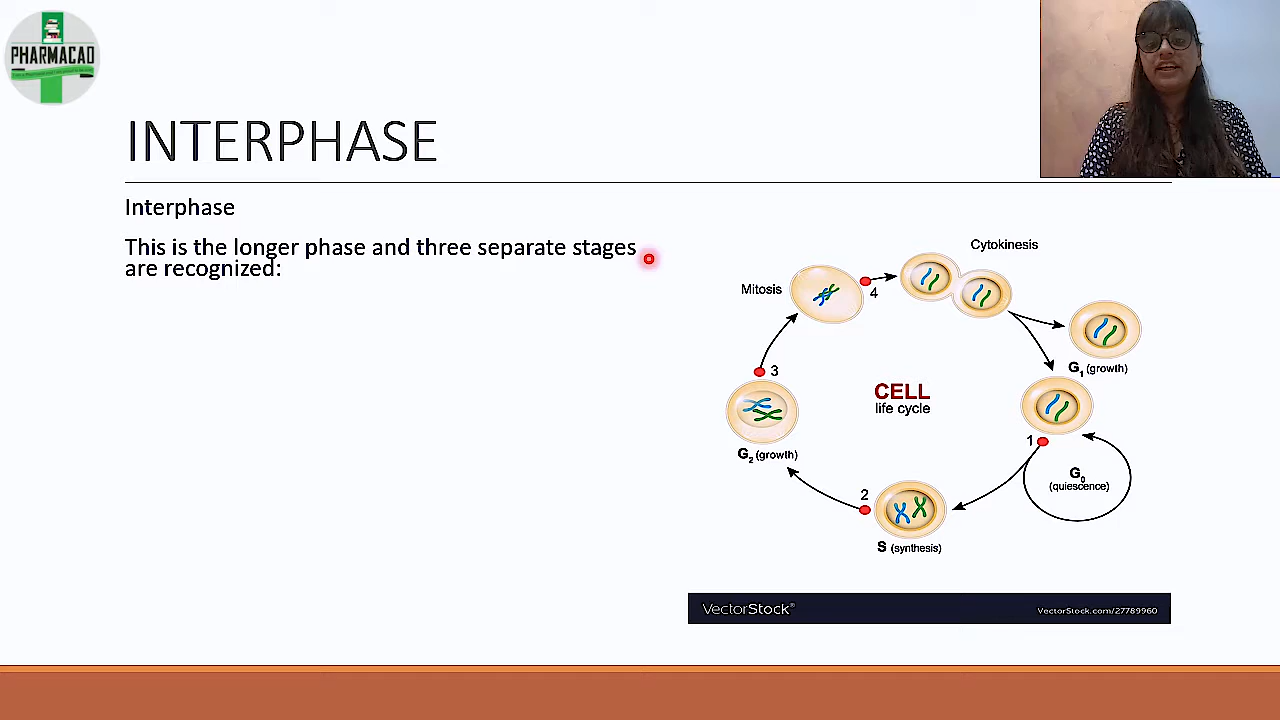 PHARMACAD
INTERPHASE
Interphase
This is the longer phase and three separate stages
are recognized:
Cytokinesis
Mitosis
4
3
G1 (growth)
CELL
life cycle
1
G2 (growth)
G0
(quiescence)
2
S (synthesis)
VectorStock®
VectorStock.com/27789960